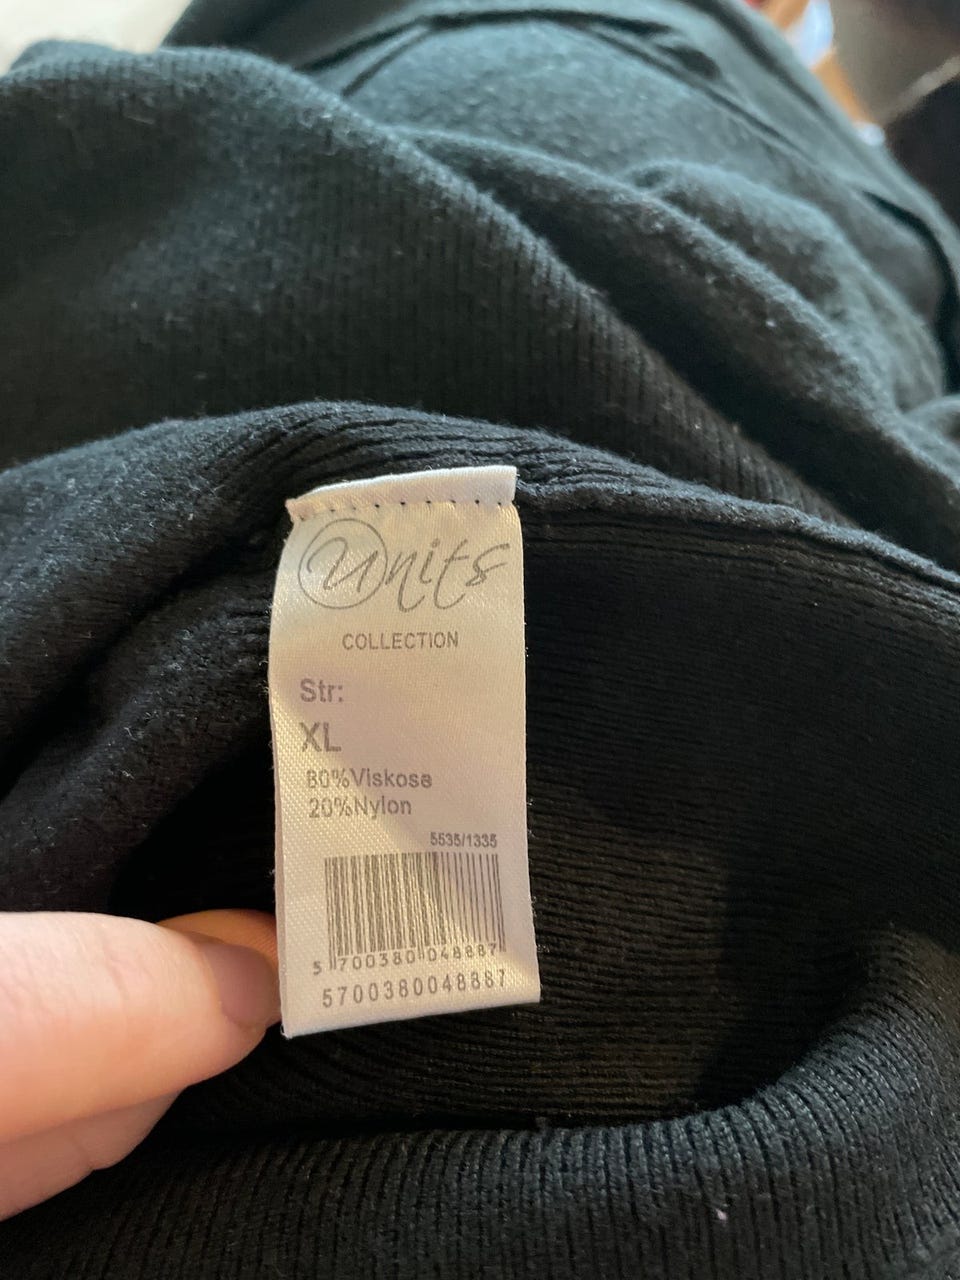 Units
COLLECTION
Str:
XL
80%Viskose
20%Nylon
5535/1335
5 700380 048887
5700380048887